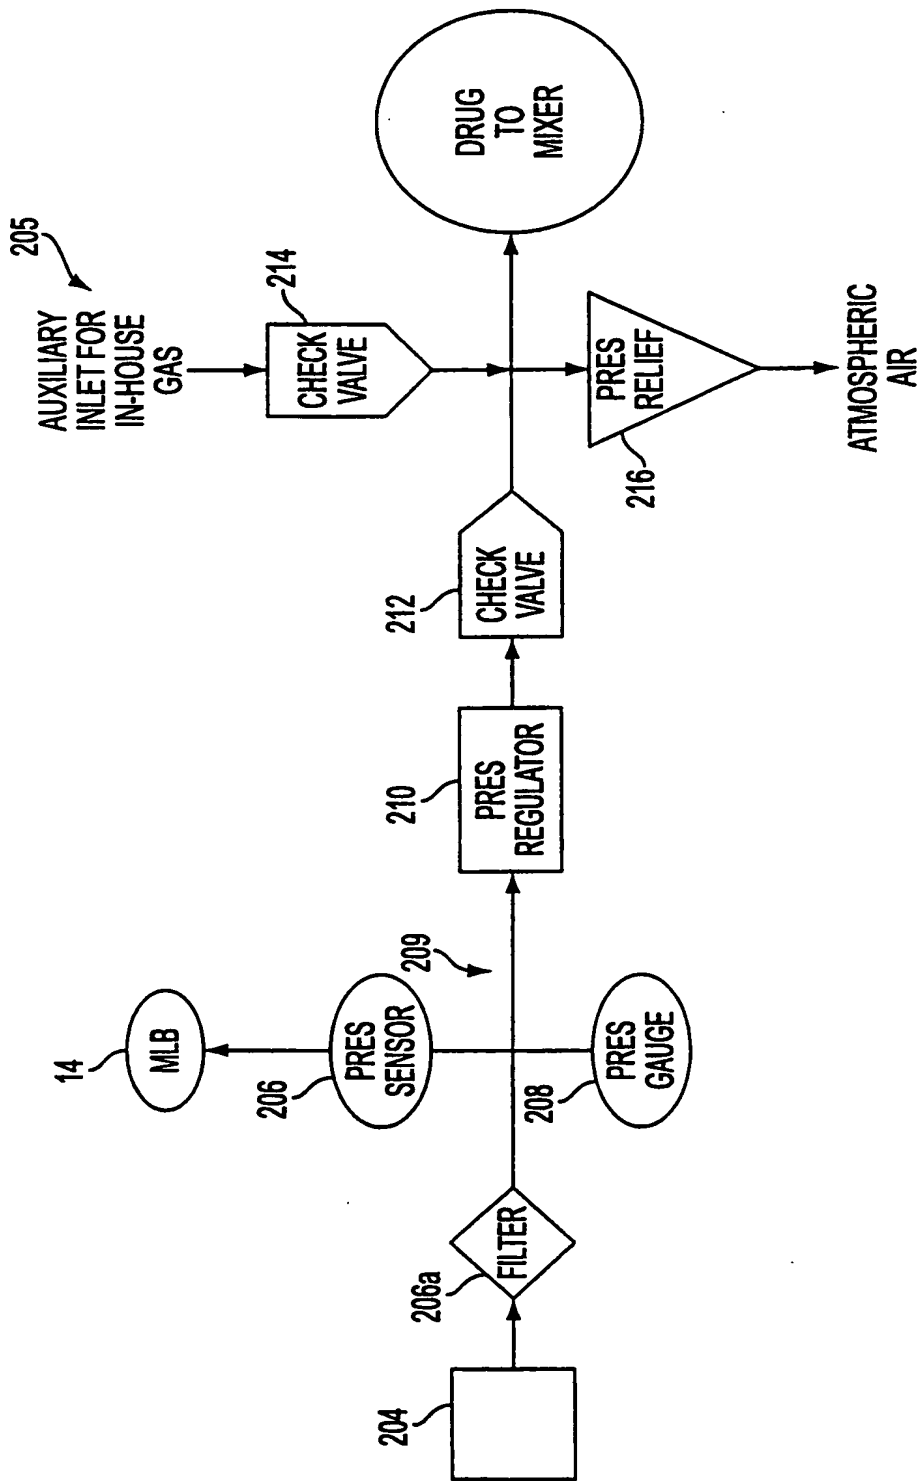 AUXILIARY
INLET FOR
IN-HOUSE
GAS
205
214
CHECK
VALVE
DRUG
TO
MIXER
14
MLB
206
PRES
SENSOR
209
210
PRES
REGULATOR
212
CHECK
VALVE
204
206a
FILTER
208
PRES
GAUGE
216
PRES
RELIEF
ATMOSPHERIC
AIR